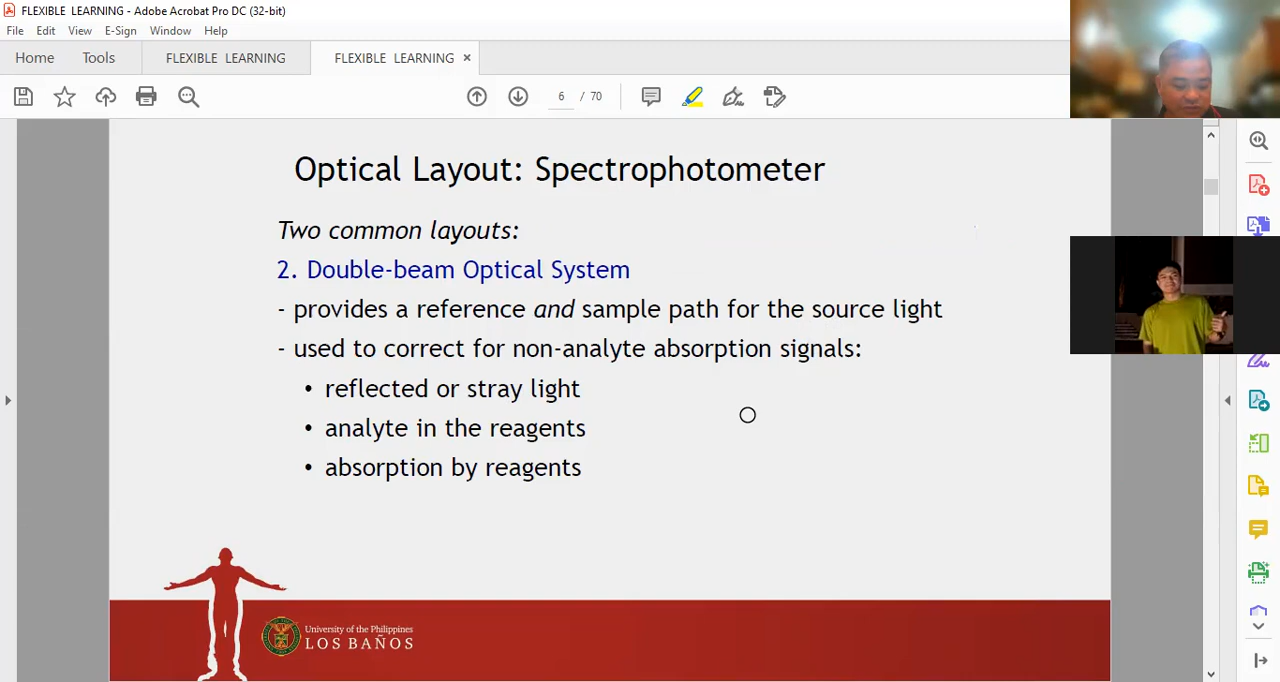 FLEXIBLE LEARNING - Adobe Acrobat Pro DC (32-bit)
File Edit View E-Sign Window Help
Home Tools FLEXIBLE LEARNING FLEXIBLE LEARNING ×
6 / 70
Optical Layout: Spectrophotometer
Two common layouts:
2. Double-beam Optical System
- provides a reference and sample path for the source light
- used to correct for non-analyte absorption signals:
• reflected or stray light
• analyte in the reagents
• absorption by reagents
University of the Philippines
LOS BAÑOS